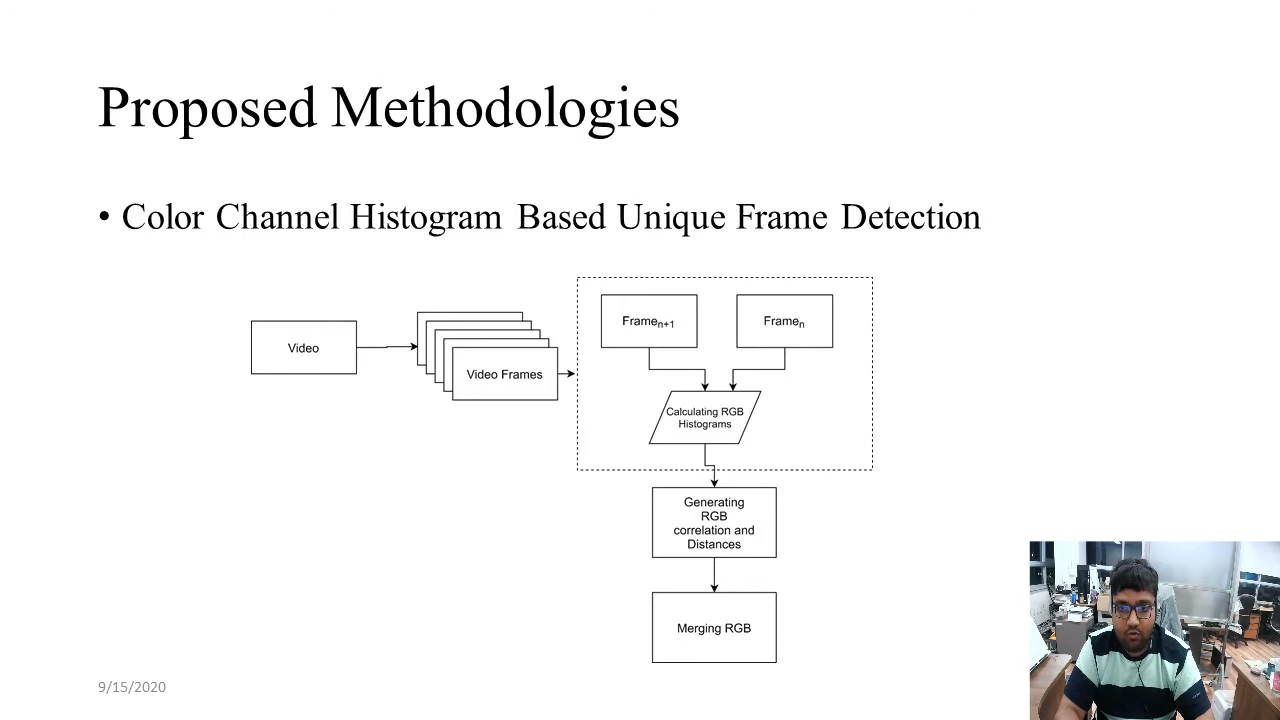 Proposed Methodologies
• Color Channel Histogram Based Unique Frame Detection
Video
Video Frames
Frameₙ₊₁
Frameₙ
Calculating RGB
Histograms
Generating
RGB
correlation and
Distances
Merging RGB
9/15/2020